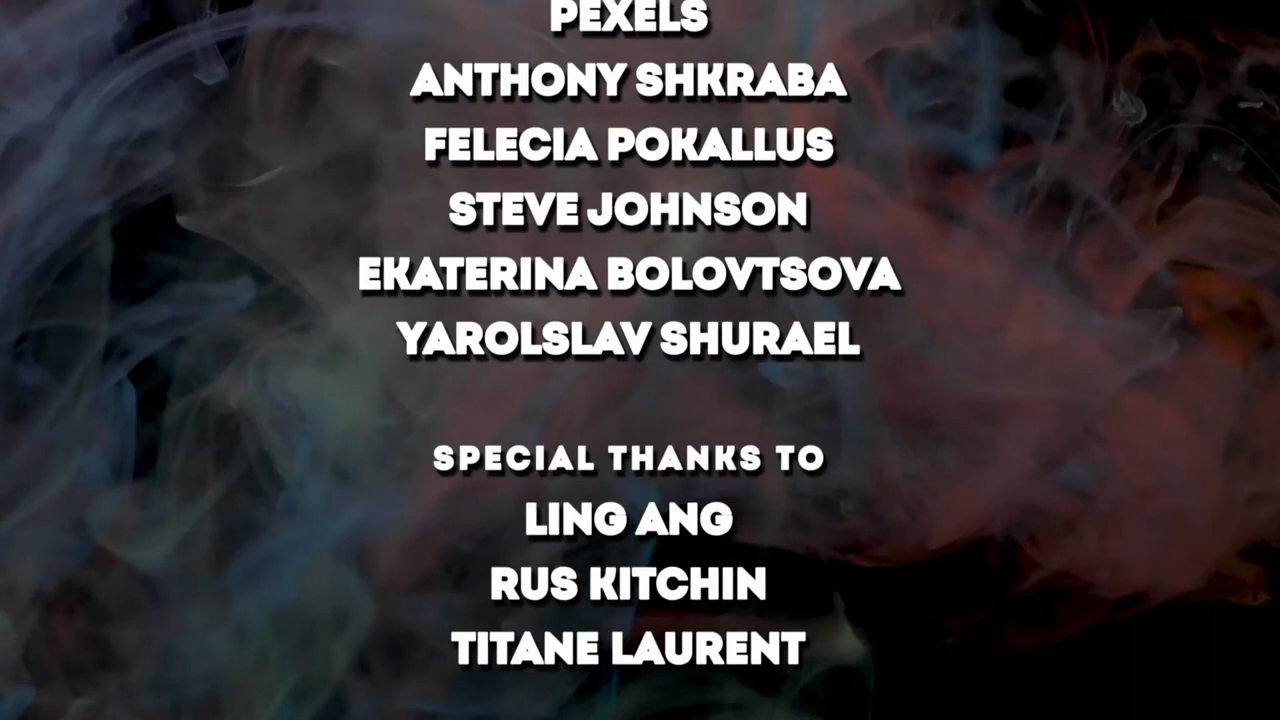 PEXELS
ANTHONY SHKRABA
FELECIA POKALLUS
STEVE JOHNSON
EKATERINA BOLOVTSOVA
YAROLSLAV SHURAEL
SPECIAL THANKS TO
LING ANG
RUS KITCHIN
TITANE LAURENT